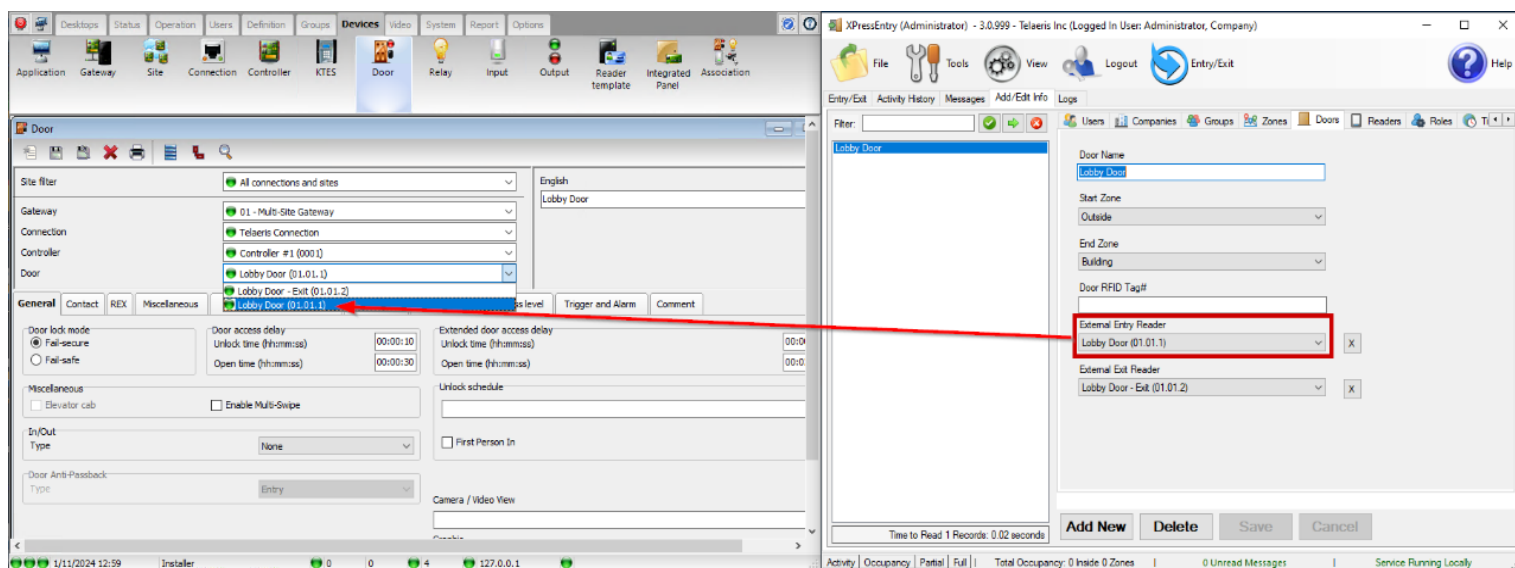 Desktops Status Operation Users Definition Groups Devices Video System Report Options
Application Gateway Site Connection Controller KTES Door Relay Input Output Reader template Integrated Panel Association
Door
Site filter
All connections and sites
Gateway
01 - Multi-Site Gateway
Connection
Telaeris Connection
Controller
Controller #1 (0001)
Door
Lobby Door (01.01.1)
Lobby Door - Exit (01.01.2)
Lobby Door (01.01.1)
English
Lobby Door
General Contact REX Miscellaneous
ss level Trigger and Alarm Comment
Door lock mode
Fail-secure
Fail-safe
Door access delay
Unlock time (hh:mm:ss)
00:00:10
Open time (hh:mm:ss)
00:00:30
Extended door access delay
Unlock time (hh:mm:ss)
Open time (hh:mm:ss)
Miscellaneous
Elevator cab
Enable Multi-Swipe
Unlock schedule
In/Out
Type
None
First Person In
Door Anti-Passback
Type
Entry
Camera / Video View
1/11/2024 12:59 Installer 0 0 4 127.0.0.1
XPressEntry (Administrator) - 3.0.999 - Telaeris Inc (Logged In User: Administrator, Company)
File Tools View Logout Entry/Exit Help
Entry/Exit Activity History Messages Add/Edit Info Logs
Filter:
Lobby Door
Time to Read 1 Records: 0.02 seconds
Users Companies Groups Zones Doors Readers Roles
Door Name
Lobby Door
Start Zone
Outside
End Zone
Building
Door RFID Tag#
External Entry Reader
Lobby Door (01.01.1)
X
External Exit Reader
Lobby Door - Exit (01.01.2)
X
Add New Delete Save Cancel
Activity Occupancy Partial Full Total Occupancy: 0 Inside 0 Zones 0 Unread Messages Service Running Locally